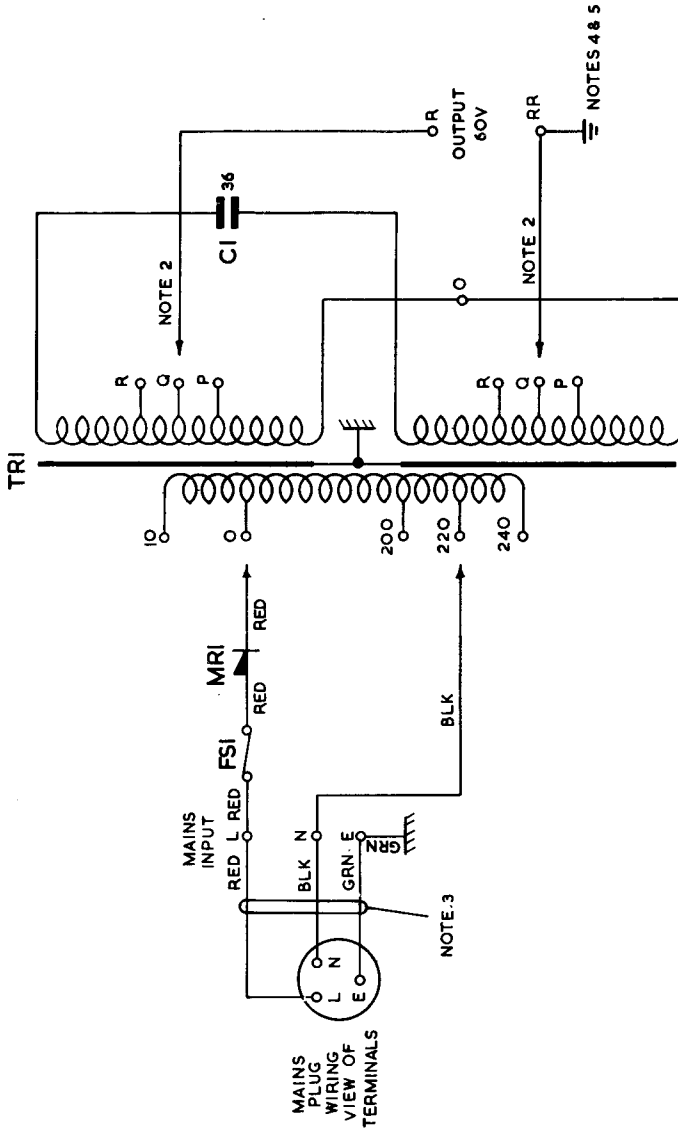 TR1
10
0
200
220
240
R
Q
P
R
Q
P
NOTE 2
C1
36
R
OUTPUT
60V
RR
NOTES 4 & 5
NOTE 2
O
MAINS
INPUT
RED
L
RED
FS1
RED
MR1
RED
BLK
N
BLK
GRN.
E
GRN
NOTE.3
L
N
E
MAINS
PLUG
WIRING
VIEW OF
TERMINALS